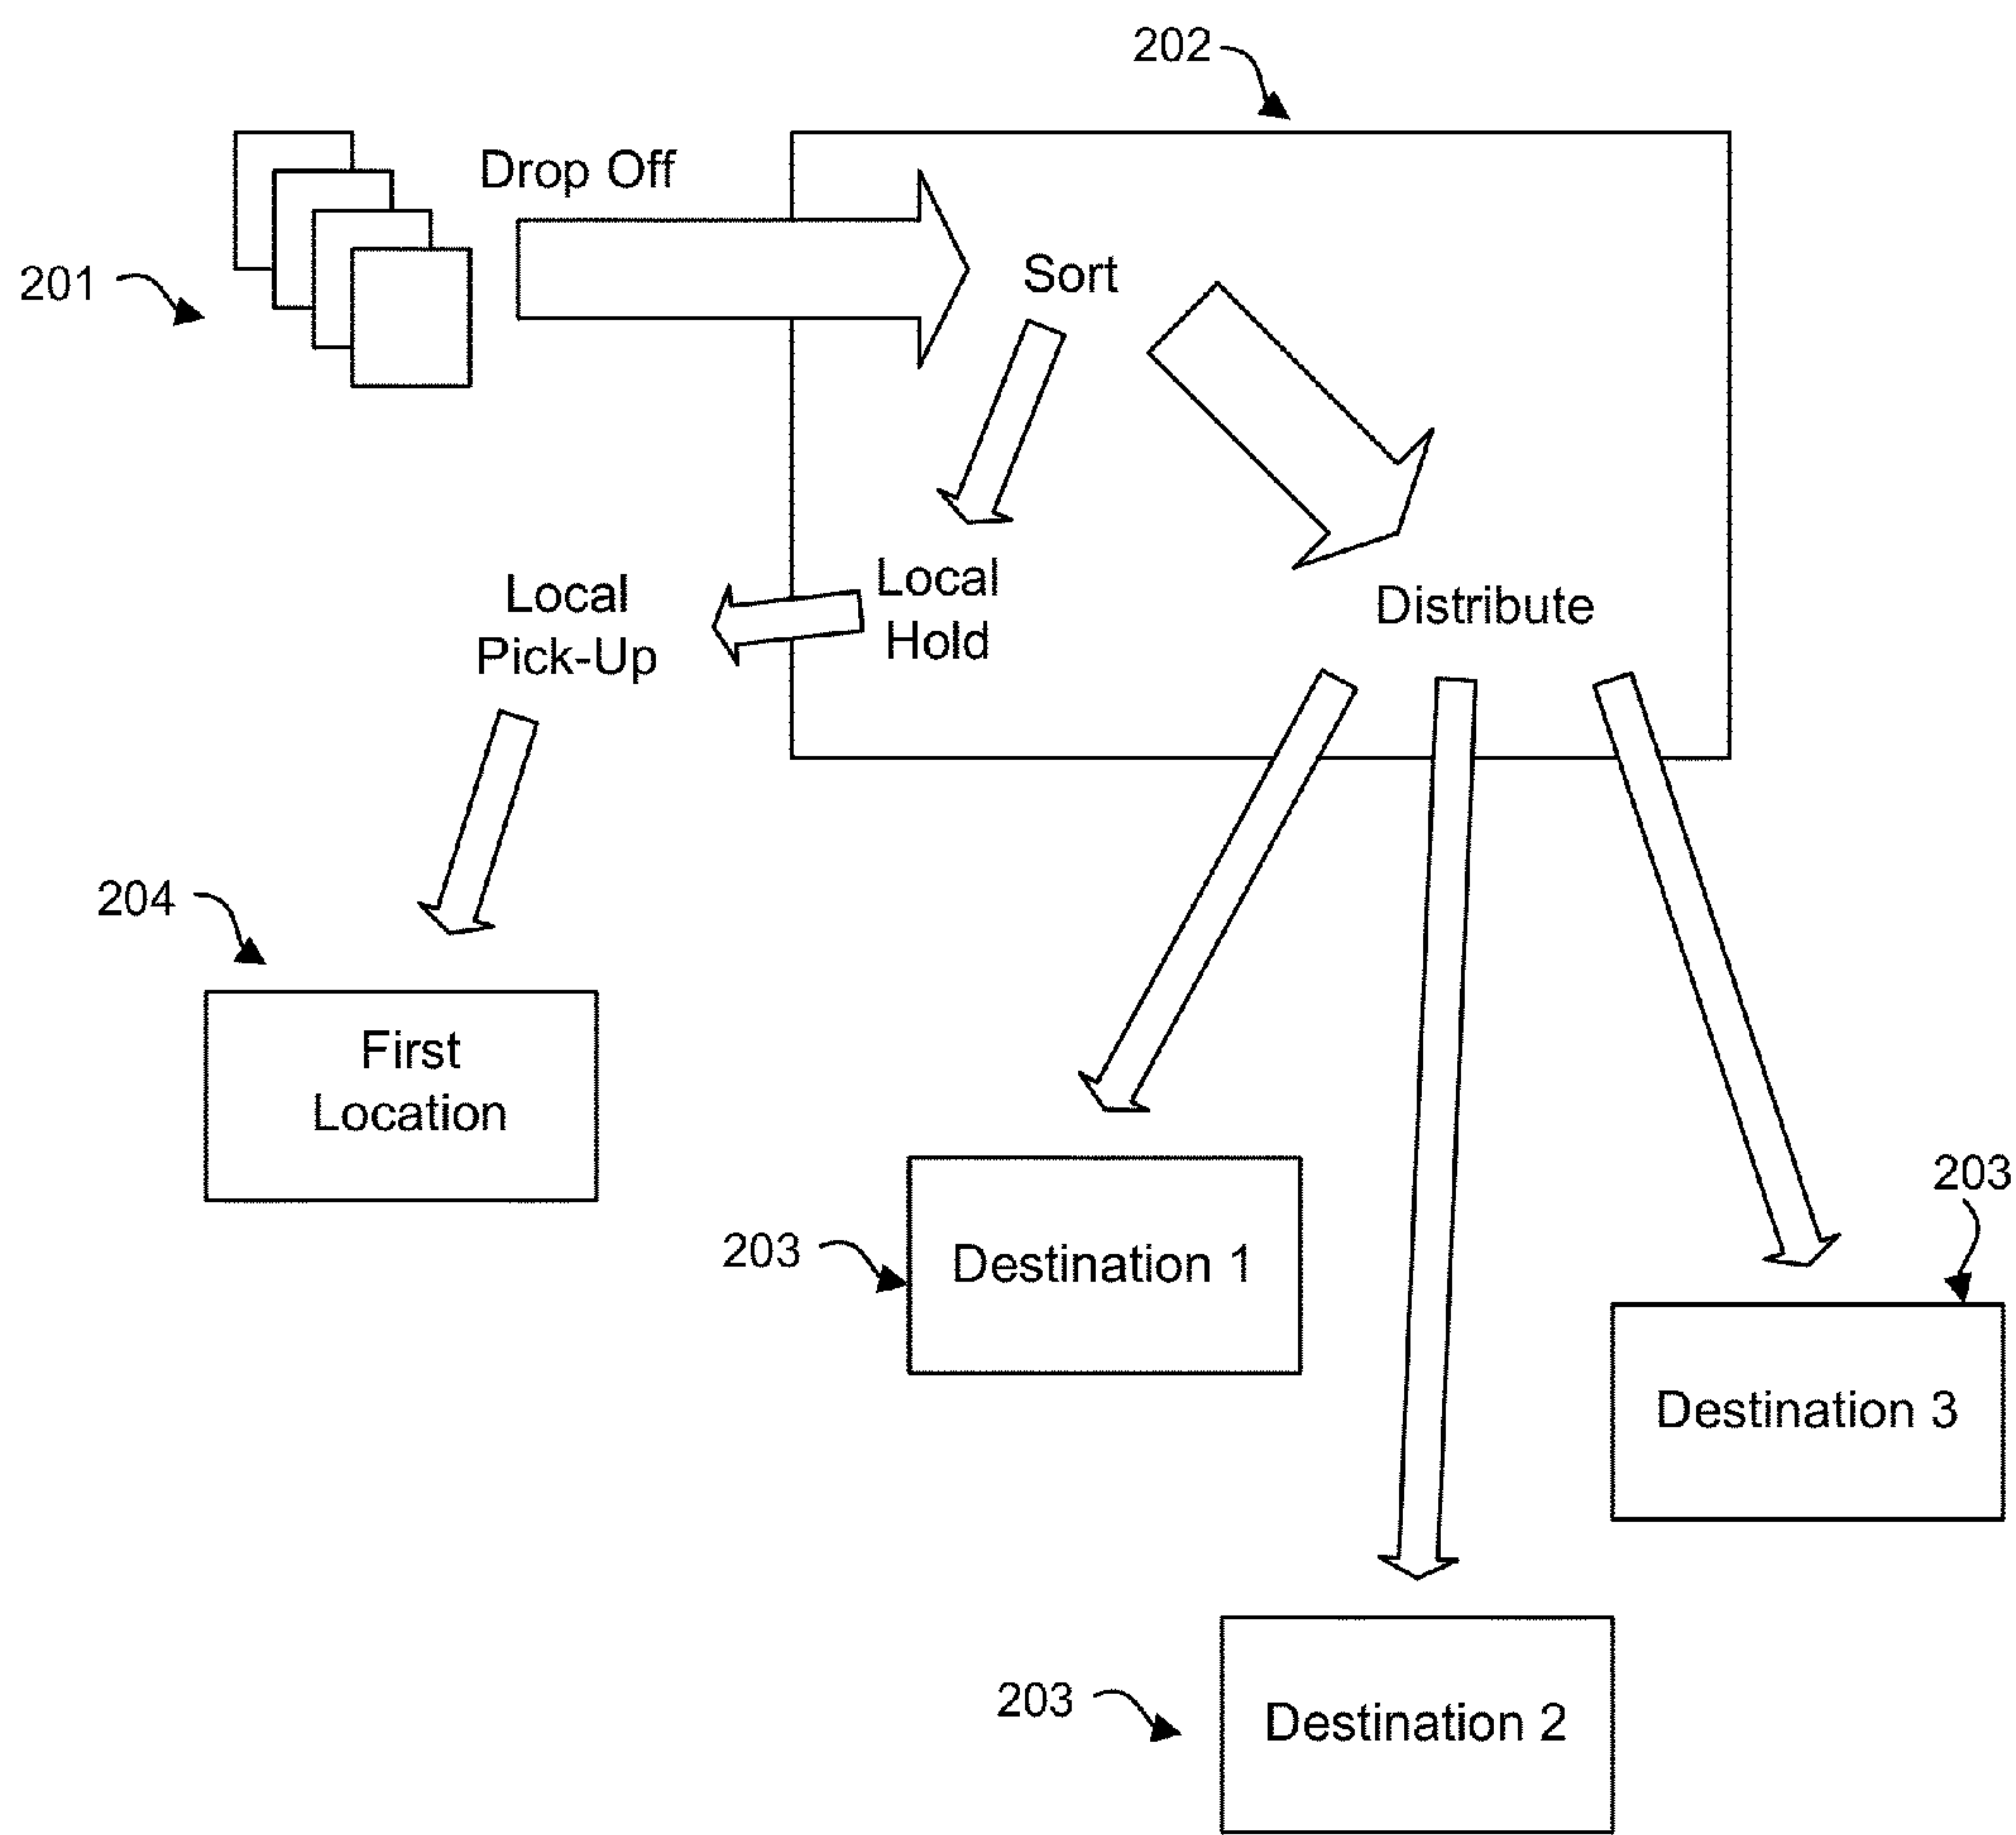 202
Drop Off
201
Sort
Local
Hold
Distribute
Local
Pick-Up
204
First
Location
203
Destination 1
203
Destination 3
203
Destination 2